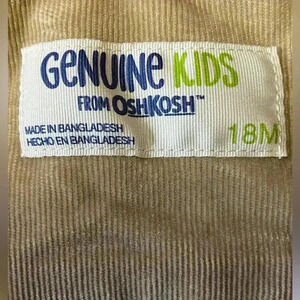 GENUINE KIDS
FROM OSHKOSH™
MADE IN BANGLADESH
HECHO EN BANGLADESH
18M